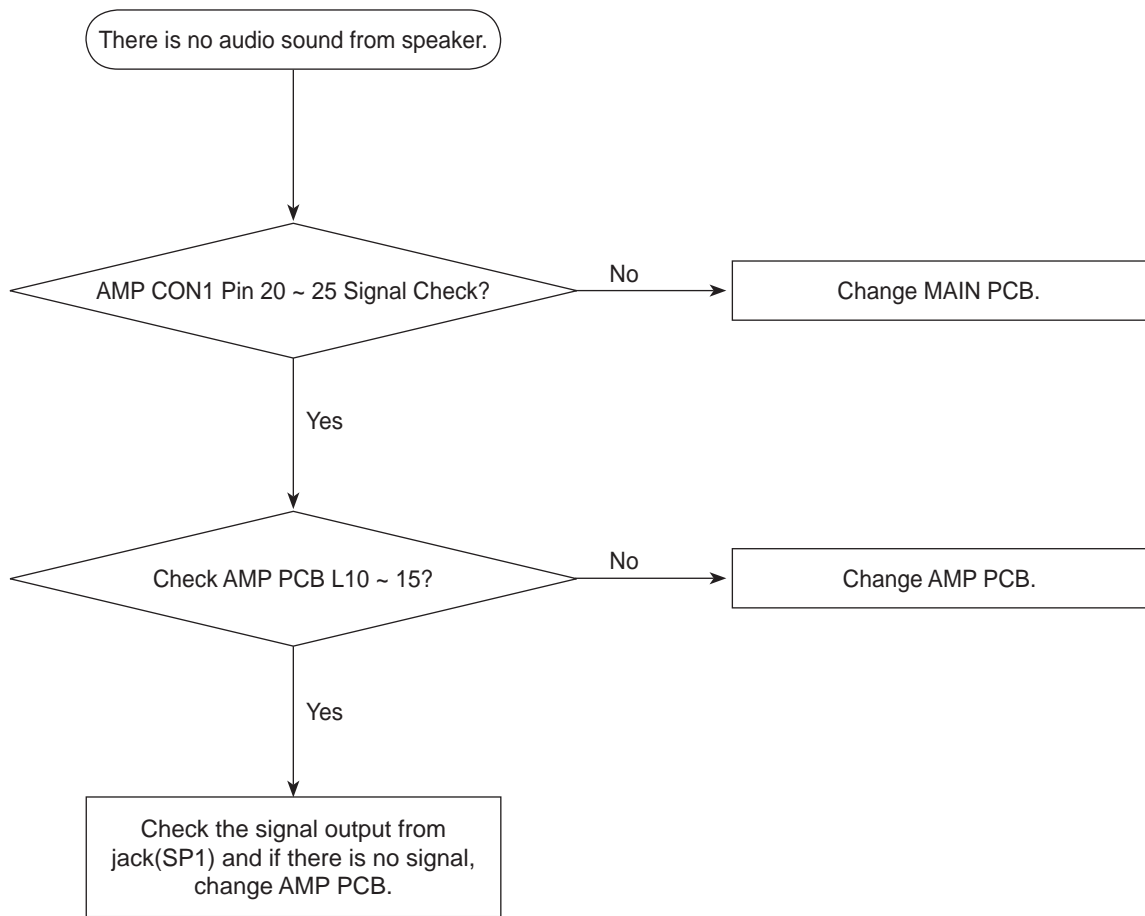 There is no audio sound from speaker.
AMP CON1 Pin 20 ~ 25 Signal Check?
No
Change MAIN PCB.
Yes
Check AMP PCB L10 ~ 15?
No
Change AMP PCB.
Yes
Check the signal output from
jack(SP1) and if there is no signal,
change AMP PCB.